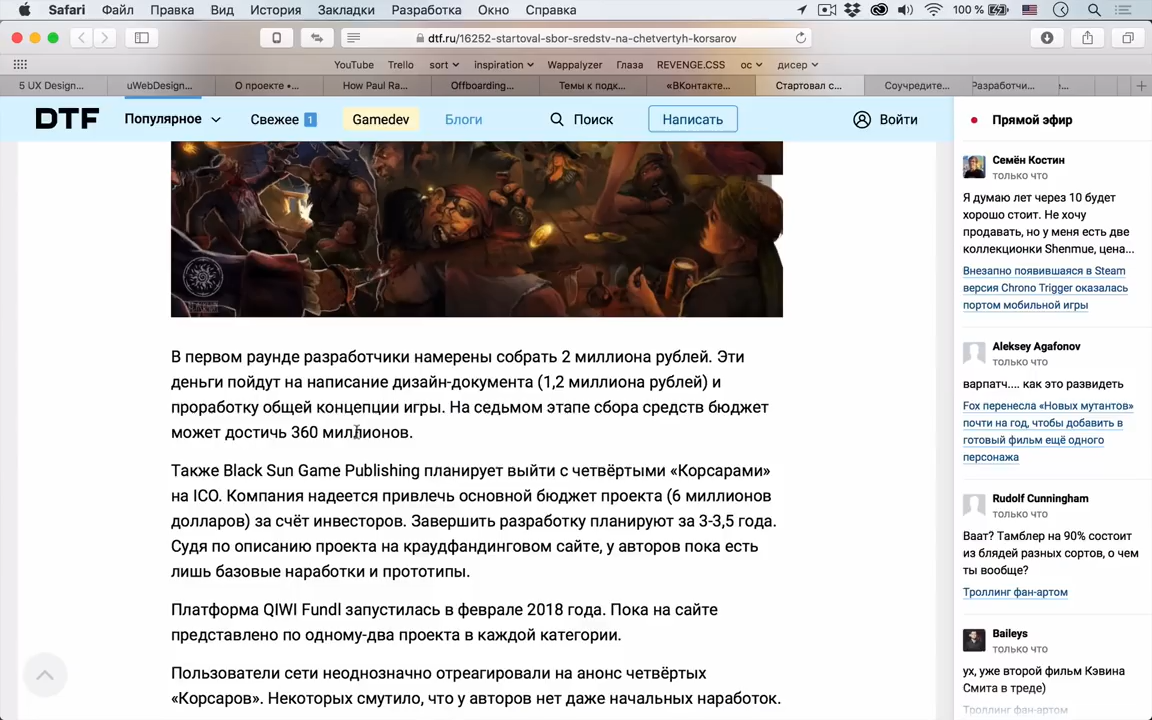 Safari Файл Правка Вид История Закладки Разработка Окно Справка 100 %
dtf.ru/16252-startoval-sbor-sredstv-na-chetvertyh-korsarov
YouTube Trello sort inspiration Wappalyzer Глаза REVENGE.CSS ос дисер
5 UX Design... uWebDesign... О проекте •... How Paul Ra... Offboarding... Темы к подк... «ВКонтакте... Стартовал с... Соучредите... Разработчи...
DTF Популярное Свежее 1 Gamedev Блоги Поиск Написать Войти
В первом раунде разработчики намерены собрать 2 миллиона рублей. Эти
деньги пойдут на написание дизайн-документа (1,2 миллиона рублей) и
проработку общей концепции игры. На седьмом этапе сбора средств бюджет
может достичь 360 миллионов.
Также Black Sun Game Publishing планирует выйти с четвёртыми «Корсарами»
на ICO. Компания надеется привлечь основной бюджет проекта (6 миллионов
долларов) за счёт инвесторов. Завершить разработку планируют за 3-3,5 года.
Судя по описанию проекта на краудфандинговом сайте, у авторов пока есть
лишь базовые наработки и прототипы.
Платформа QIWI Fundl запустилась в феврале 2018 года. Пока на сайте
представлено по одному-два проекта в каждой категории.
Пользователи сети неоднозначно отреагировали на анонс четвёртых
«Корсаров». Некоторых смутило, что у авторов нет даже начальных наработок.
Прямой эфир
Семён Костин
только что
Я думаю лет через 10 будет
хорошо стоит. Не хочу
продавать, но у меня есть две
коллекционки Shenmue, цена...
Внезапно появившаяся в Steam
версия Chrono Trigger оказалась
портом мобильной игры
Aleksey Agafonov
только что
варпатч.... как это развидеть
Fox перенесла «Новых мутантов»
почти на год, чтобы добавить в
готовый фильм ещё одного
персонажа
Rudolf Cunningham
только что
Ваат? Тамблер на 90% состоит
из блядей разных сортов, о чем
ты вообще?
Троллинг фан-артом
Baileys
только что
ух, уже второй фильм Кэвина
Смита в треде)
Троллинг фан-артом